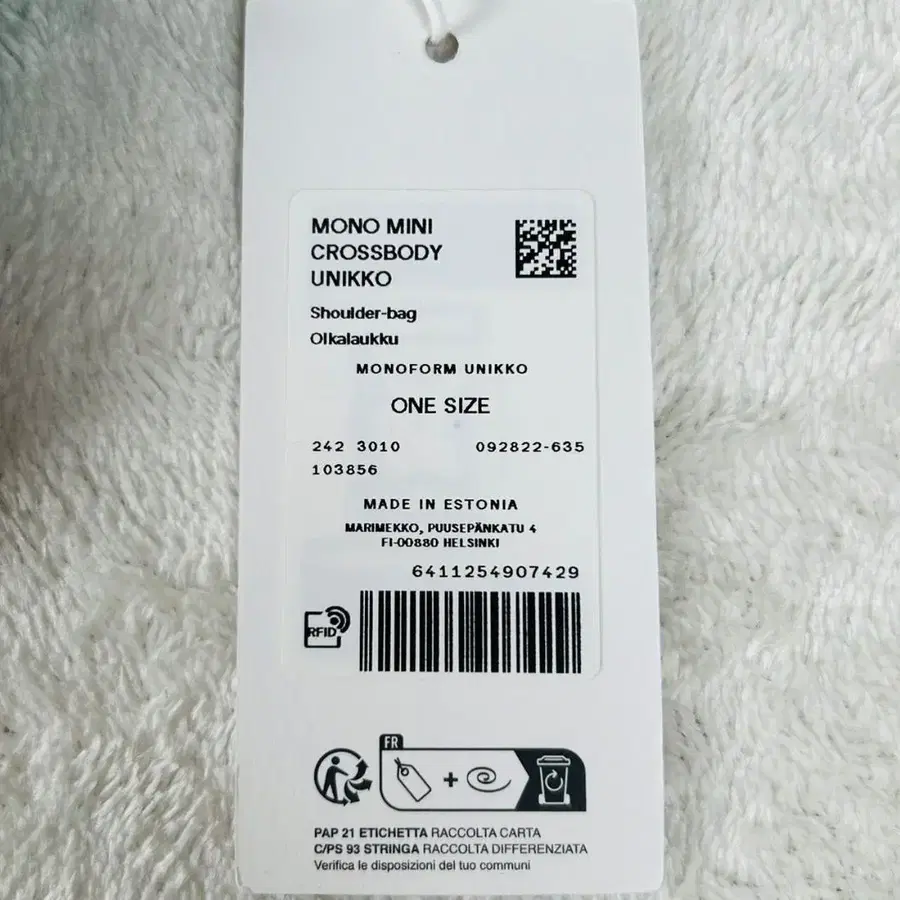 MONO MINI
CROSSBODY
UNIKKO
Shoulder-bag
Olkalaukku
MONOFORM UNIKKO
ONE SIZE
242 3010 092822-635
103856
MADE IN ESTONIA
MARIMEKKO, PUUSEPÄNKATU 4
FI-00880 HELSINKI
6411254907429
RFID
FR
PAP 21 ETICHETTA RACCOLTA CARTA
C/PS 93 STRINGA RACCOLTA DIFFERENZIATA
Verifica le disposizioni del tuo comuni